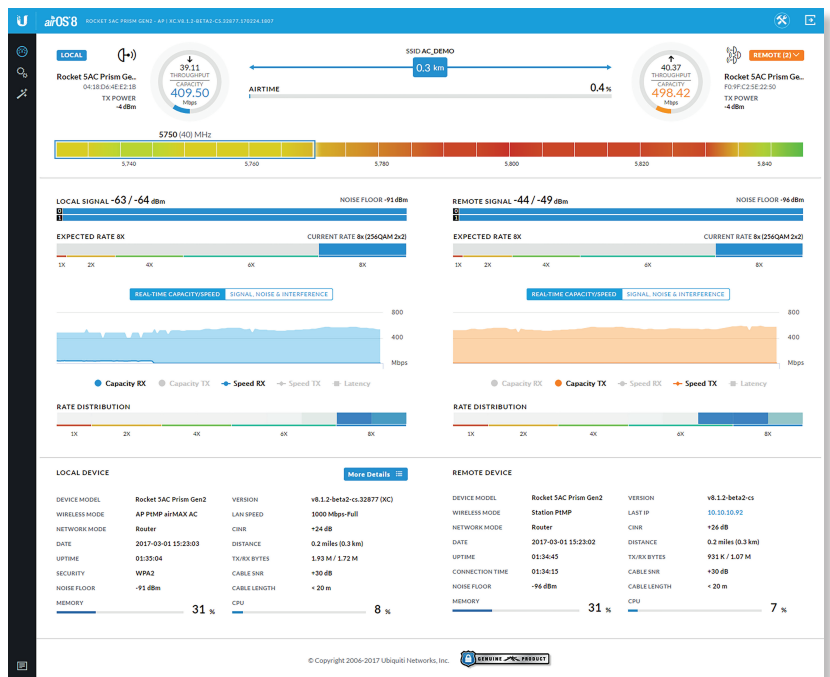 airOS 8 ROCKET 5AC PRISM GEN2 - AP | XC.V8.1.2-BETA2-CS.32877.170224.1807
LOCAL
Rocket 5AC Prism Ge..
04:18:D6:4E:E2:18
TX POWER
-4 dBm
39.11
THROUGHPUT
CAPACITY
409.50
Mbps
SSID AC_DEMO
0.3 km
AIRTIME 0.4 %
40.37
THROUGHPUT
CAPACITY
498.42
Mbps
REMOTE (2)
Rocket 5AC Prism Ge..
F0:9F:C2:5E:22:50
TX POWER
-4 dBm
5750 (40) MHz
5.740 5.760 5.780 5.800 5.820 5.840
LOCAL SIGNAL -63 / -64 dBm NOISE FLOOR -91 dBm
0
1
EXPECTED RATE 8X CURRENT RATE 8x (256QAM 2x2)
1X 2X 4X 6X 8X
REAL-TIME CAPACITY/SPEED SIGNAL, NOISE & INTERFERENCE
800
400
Mbps
Capacity RX Capacity TX Speed RX Speed TX Latency
RATE DISTRIBUTION
1X 2X 4X 6X 8X
REMOTE SIGNAL -44 / -49 dBm NOISE FLOOR -96 dBm
0
1
EXPECTED RATE 8X CURRENT RATE 8x (256QAM 2x2)
1X 2X 4X 6X 8X
REAL-TIME CAPACITY/SPEED SIGNAL, NOISE & INTERFERENCE
800
400
Mbps
Capacity RX Capacity TX Speed RX Speed TX Latency
RATE DISTRIBUTION
1X 2X 4X 6X 8X
LOCAL DEVICE More Details
DEVICE MODEL Rocket 5AC Prism Gen2 VERSION v8.1.2-beta2-cs.32877 (XC)
WIRELESS MODE AP PtMP airMAX AC LAN SPEED 1000 Mbps-Full
NETWORK MODE Router CINR +24 dB
DATE 2017-03-01 15:23:03 DISTANCE 0.2 miles (0.3 km)
UPTIME 01:35:04 TX/RX BYTES 1.93 M / 1.72 M
SECURITY WPA2 CABLE SNR +30 dB
NOISE FLOOR -91 dBm CABLE LENGTH < 20 m
MEMORY 31 % CPU 8 %
REMOTE DEVICE
DEVICE MODEL Rocket 5AC Prism Gen2 VERSION v8.1.2-beta2-cs
WIRELESS MODE Station PtMP LAST IP 10.10.10.92
NETWORK MODE Router CINR +26 dB
DATE 2017-03-01 15:23:02 DISTANCE 0.2 miles (0.3 km)
UPTIME 01:34:45 TX/RX BYTES 931 K / 1.07 M
CONNECTION TIME 01:34:15 CABLE SNR +30 dB
NOISE FLOOR -96 dBm CABLE LENGTH < 20 m
MEMORY 31 % CPU 7 %
© Copyright 2006-2017 Ubiquiti Networks, Inc. GENUINE PRODUCT